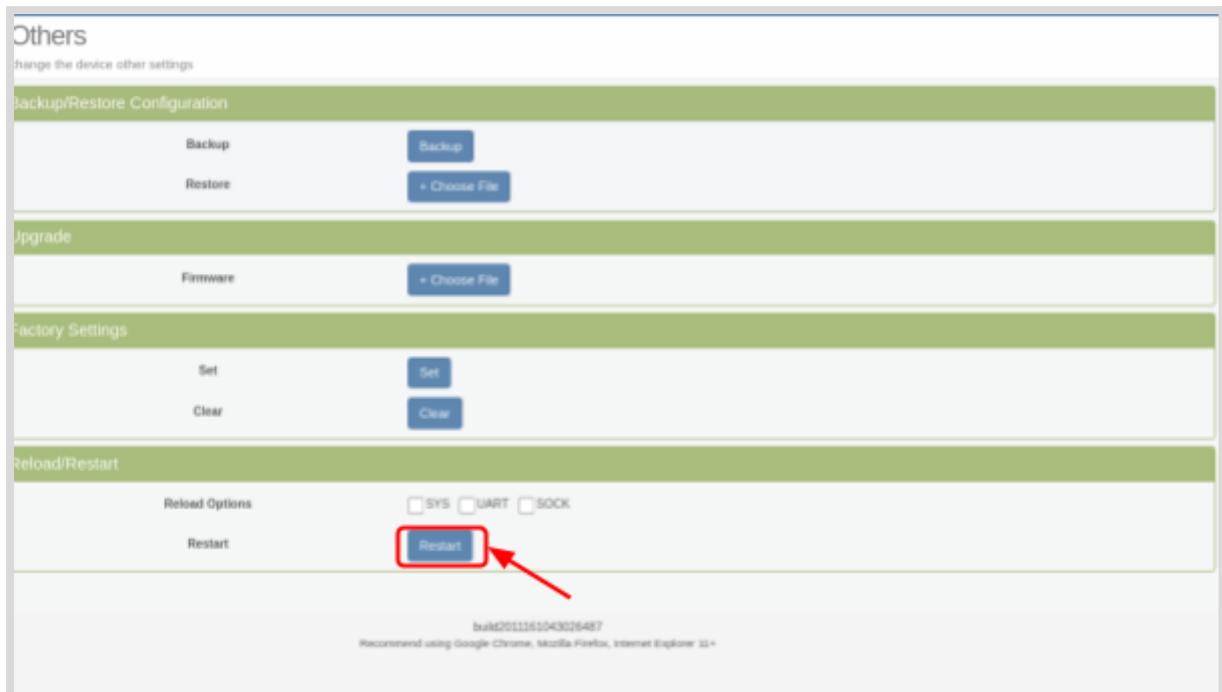 Others
change the device other settings
Backup/Restore Configuration
Backup Backup
Restore + Choose File
Upgrade
Firmware + Choose File
Factory Settings
Set Set
Clear Clear
Reload/Restart
Reload Options SYS UART SOCK
Restart Restart
build2011161043026487
Recommend using Google Chrome, Mozilla Firefox, Internet Explorer 11+